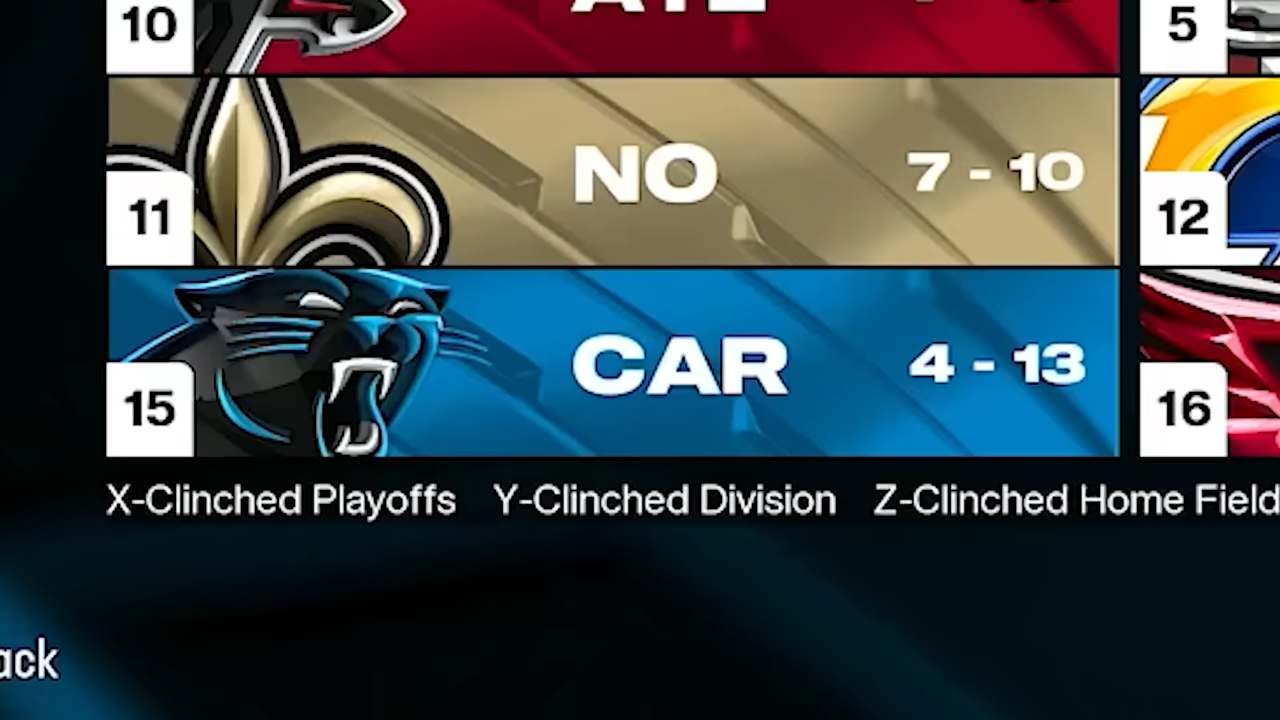 10 ATL 5
NO 7 - 10
11 12
CAR 4 - 13
15 16
X-Clinched Playoffs Y-Clinched Division Z-Clinched Home Field
ack